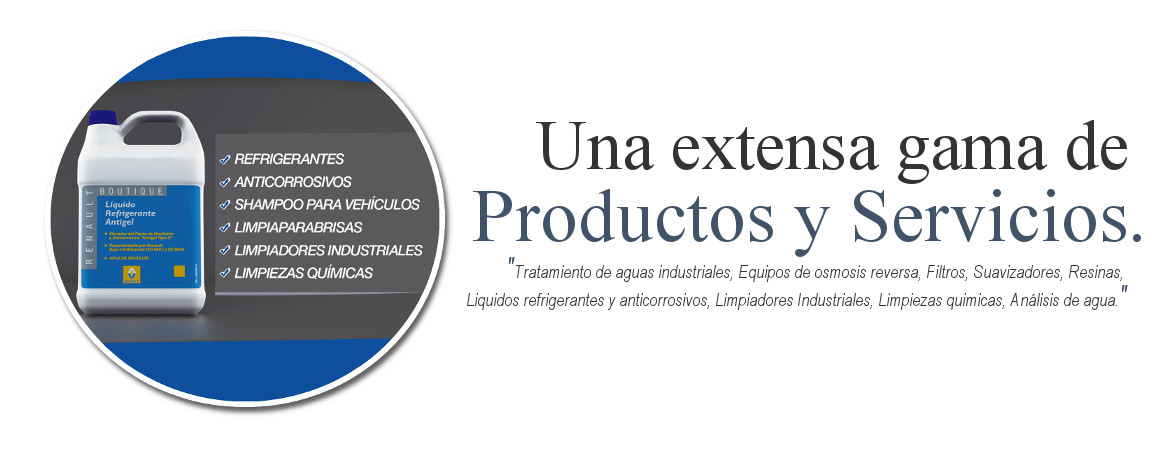 REFRIGERANTES
ANTICORROSIVOS
SHAMPOO PARA VEHÍCULOS
LIMPIAPARABRISAS
LIMPIADORES INDUSTRIALES
LIMPIEZAS QUÍMICAS
RENAULT
BOUTIQUE
Líquido
Refrigerante
Antigel
Una extensa gama de
Productos y Servicios.
"Tratamiento de aguas industriales, Equipos de osmosis reversa, Filtros, Suavizadores, Resinas,
Liquidos refrigerantes y anticorrosivos, Limpiadores Industriales, Limpiezas quimicas, Análisis de agua."